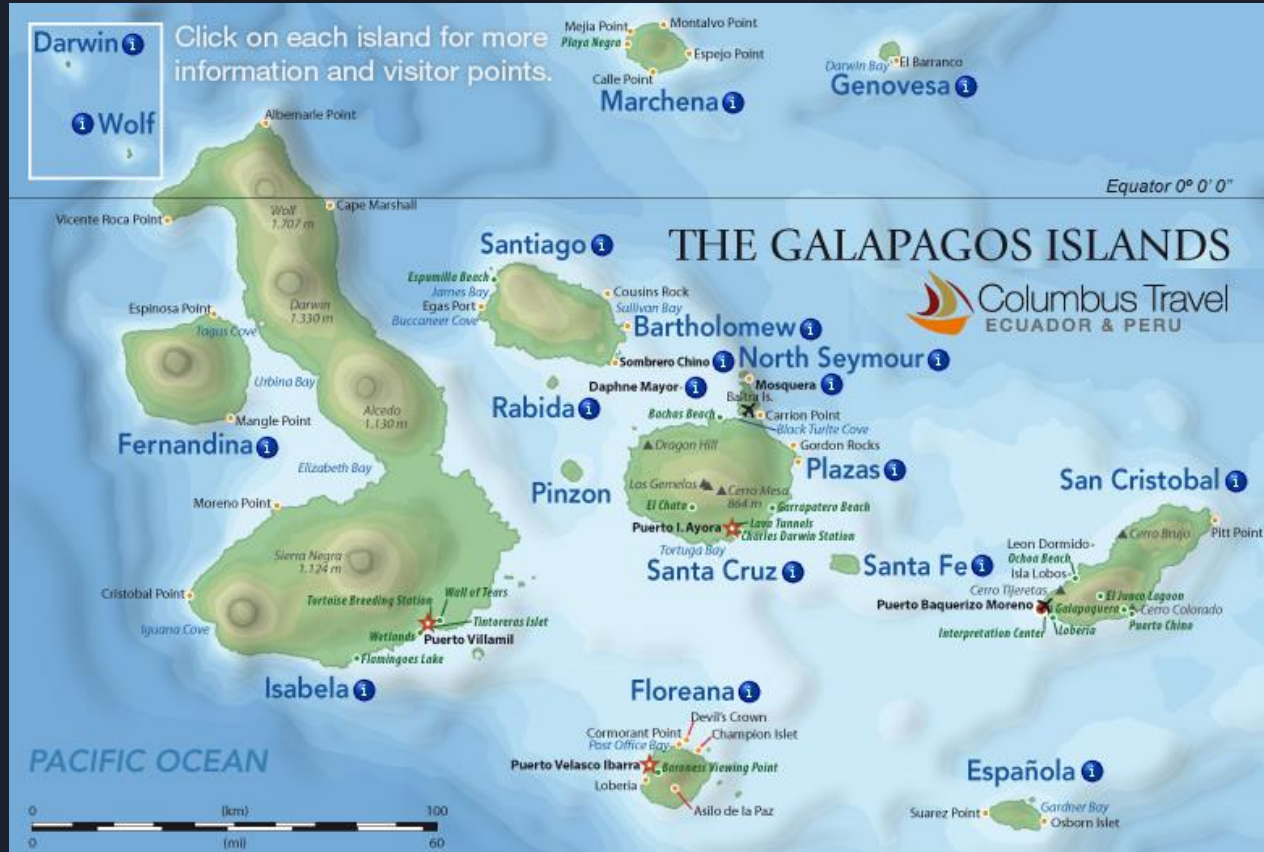 Darwin
Wolf
Click on each island for more
information and visitor points.
Mejia Point
Montalvo Point
Playa Negra
Espejo Point
Calle Point
Marchena
Darwin Bay
El Barranco
Genovesa
Albemarle Point
Equator 0º 0' 0"
Vicente Roca Point
Wolf
1.707 m
Cape Marshall
THE GALAPAGOS ISLANDS
Columbus Travel
ECUADOR & PERU
Santiago
Espumilla Beach
James Bay
Egas Port
Buccaneer Cove
Cousins Rock
Sullivan Bay
Bartholomew
Sombrero Chino
North Seymour
Espinosa Point
Tagus Cove
Darwin
1.330 m
Daphne Mayor
Mosquera
Baltra Is.
Rabida
Bachas Beach
Carrion Point
Black Turlte Cove
Urbina Bay
Alcedo
1.130 m
Mangle Point
Fernandina
Dragon Hill
Gordon Rocks
Plazas
Elizabeth Bay
Pinzon
Los Gemelos
Cerro Mesa
864 m
San Cristobal
Moreno Point
El Chato
Garrapatero Beach
Puerto I. Ayora
Lava Tunnels
Charles Darwin Station
Tortuga Bay
Santa Cruz
Cerro Brujo
Pitt Point
Leon Dormido
Ochoa Beach
Isla Lobos
Santa Fe
Cerro Tijeretas
El Junco Lagoon
Puerto Baquerizo Moreno
Galapaguera
Cerro Colorado
Interpretation Center
Loberia
Puerto Chino
Sierra Negra
1.124 m
Cristobal Point
Tortoise Breeding Station
Wall of Tears
Tintoreras Islet
Iguana Cove
Wetlands
Puerto Villamil
Flamingoes Lake
Isabela
Floreana
Devil's Crown
Cormorant Point
Champion Islet
Post Office Bay
Puerto Velasco Ibarra
Baroness Viewing Point
Loberia
Asilo de la Paz
PACIFIC OCEAN
Española
Suarez Point
Gardner Bay
Osborn Islet
0 (km) 100
0 (mi) 60